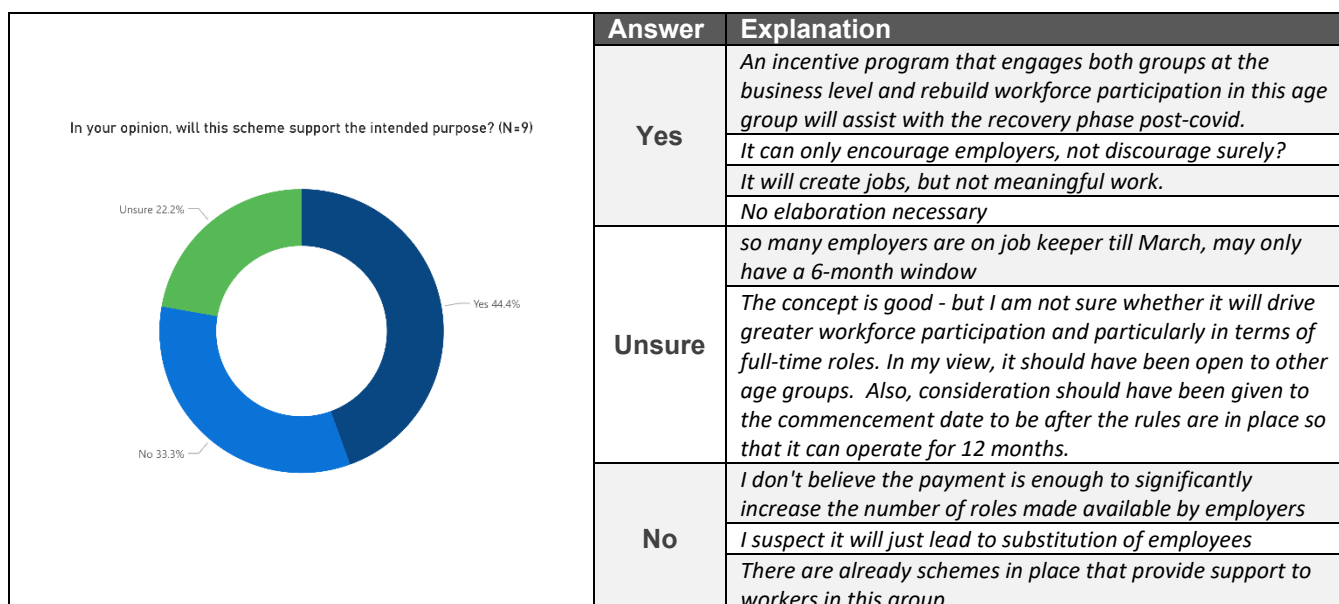 In your opinion, will this scheme support the intended purpose? (N=9)
Unsure 22.2%
Yes 44.4%
No 33.3%
Answer Explanation
Yes
An incentive program that engages both groups at the
business level and rebuild workforce participation in this age
group will assist with the recovery phase post-covid.
It can only encourage employers, not discourage surely?
It will create jobs, but not meaningful work.
No elaboration necessary
Unsure
so many employers are on job keeper till March, may only
have a 6-month window
The concept is good - but I am not sure whether it will drive
greater workforce participation and particularly in terms of
full-time roles. In my view, it should have been open to other
age groups.  Also, consideration should have been given to
the commencement date to be after the rules are in place so
that it can operate for 12 months.
No
I don't believe the payment is enough to significantly
increase the number of roles made available by employers
I suspect it will just lead to substitution of employees
There are already schemes in place that provide support to
workers in this group